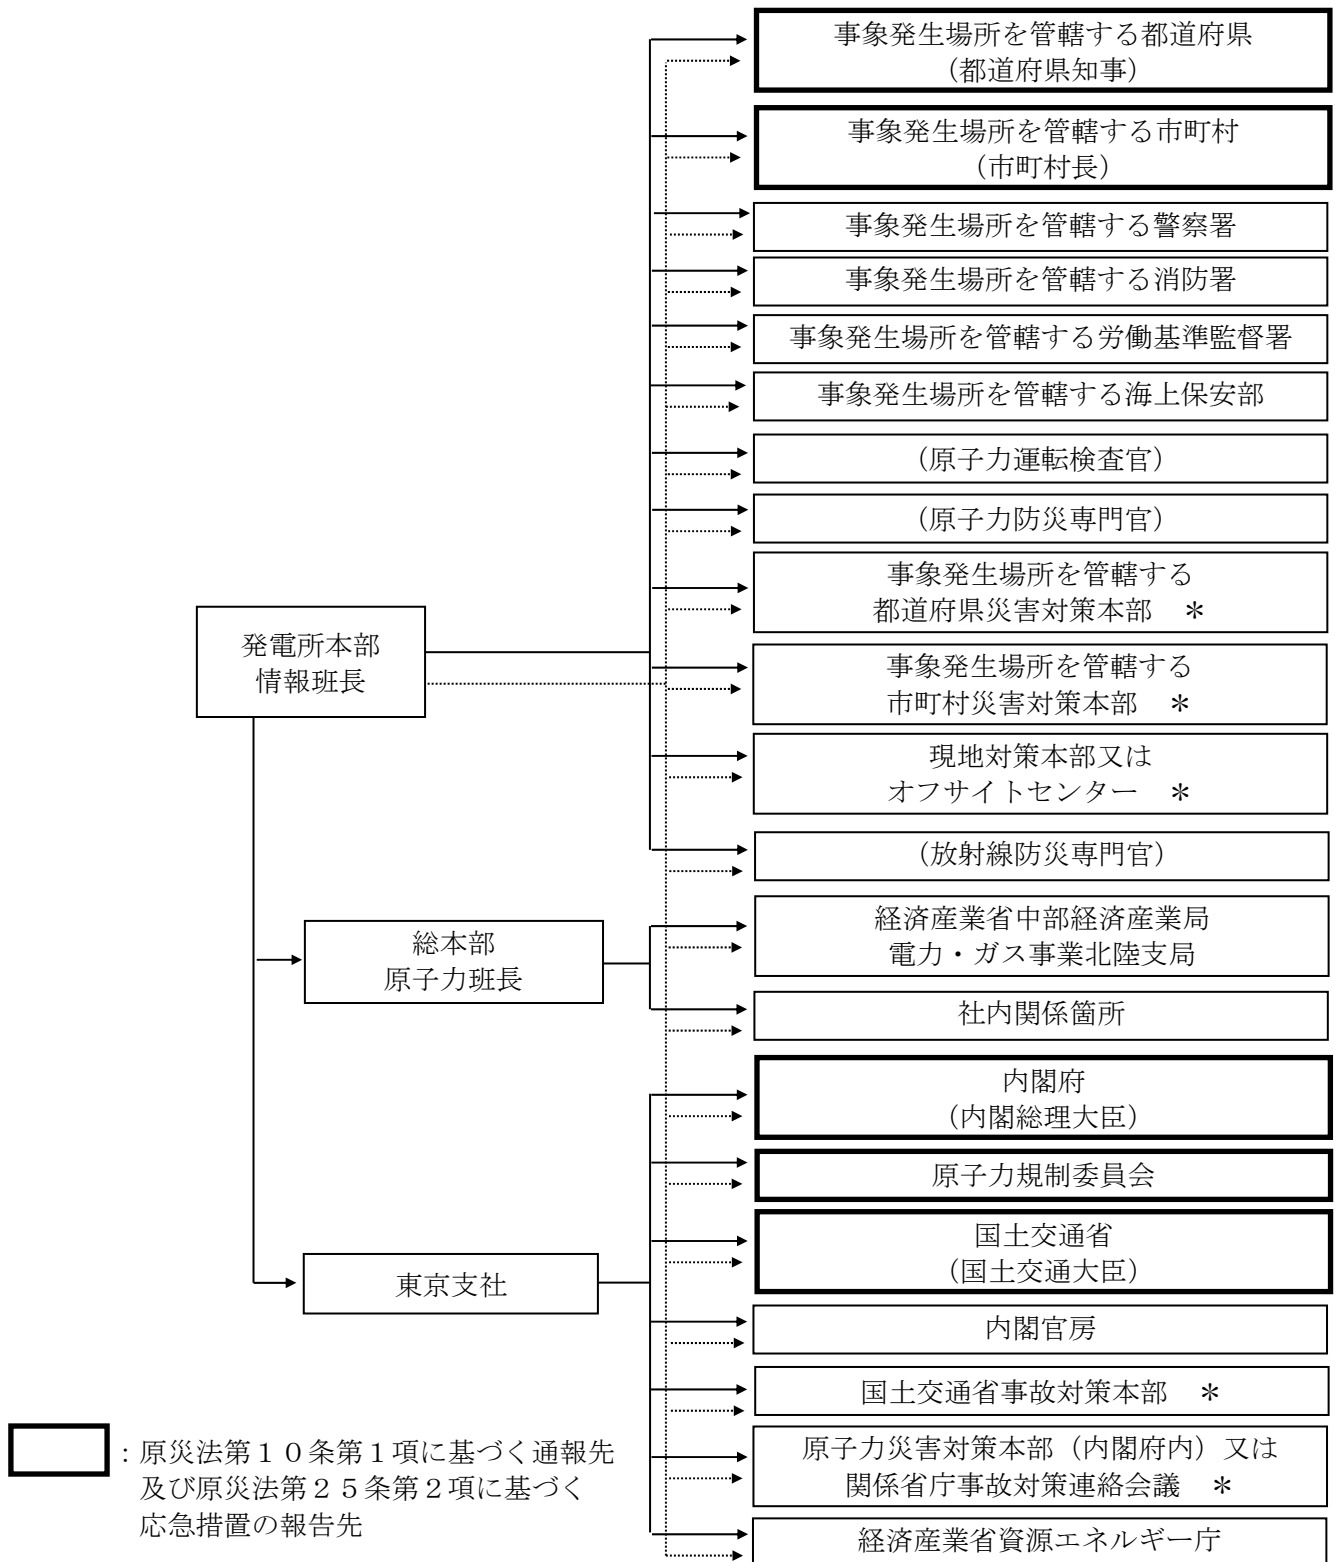 事象発生場所を管轄する都道府県
（都道府県知事）
事象発生場所を管轄する市町村
（市町村長）
事象発生場所を管轄する警察署
事象発生場所を管轄する消防署
事象発生場所を管轄する労働基準監督署
事象発生場所を管轄する海上保安部
（原子力運転検査官）
（原子力防災専門官）
事象発生場所を管轄する
都道府県災害対策本部　＊
発電所本部
情報班長
事象発生場所を管轄する
市町村災害対策本部　＊
現地対策本部又は
オフサイトセンター　＊
（放射線防災専門官）
総本部
原子力班長
経済産業省中部経済産業局
電力・ガス事業北陸支局
社内関係箇所
内閣府
（内閣総理大臣）
原子力規制委員会
東京支社
国土交通省
（国土交通大臣）
内閣官房
国土交通省事故対策本部　＊
原子力災害対策本部（内閣府内）又は
関係省庁事故対策連絡会議　＊
経済産業省資源エネルギー庁
：原災法第１０条第１項に基づく通報先
及び原災法第２５条第２項に基づく
応急措置の報告先